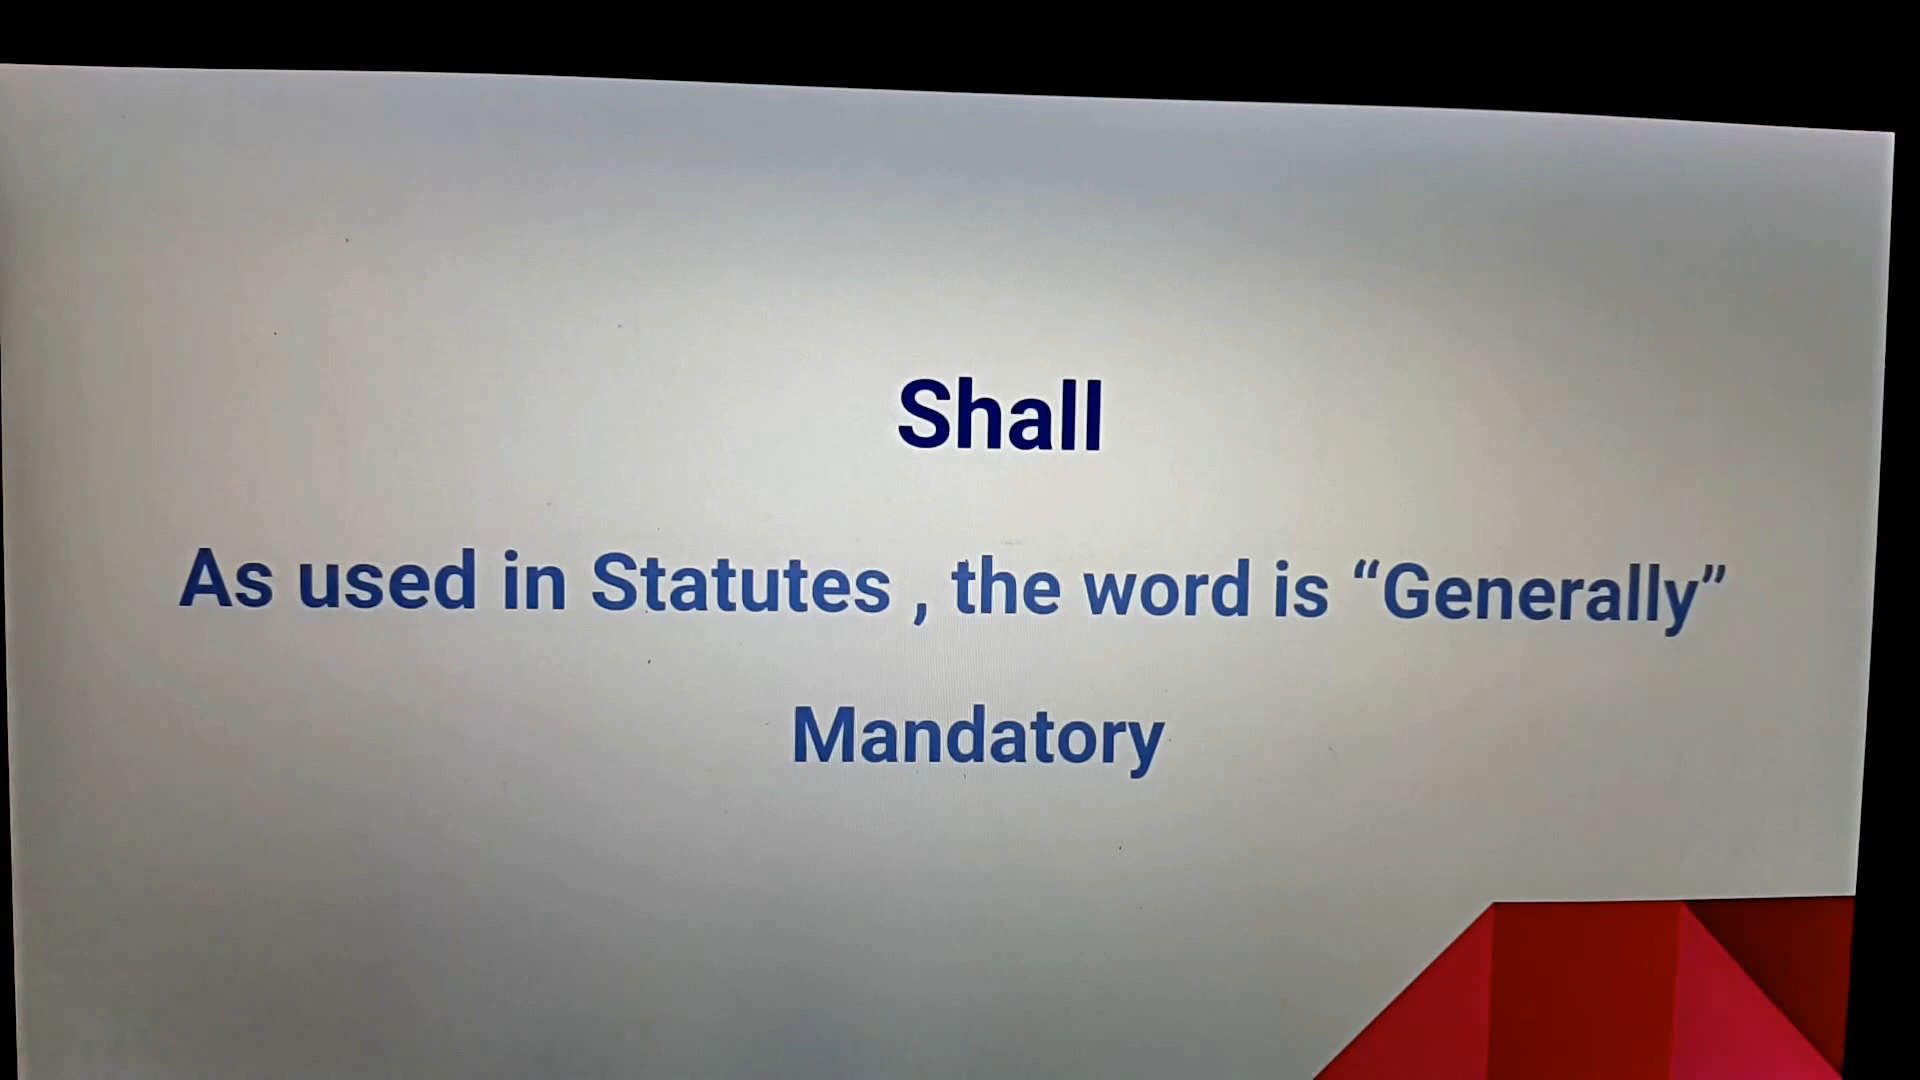 Shall
As used in Statutes , the word is “Generally”
Mandatory